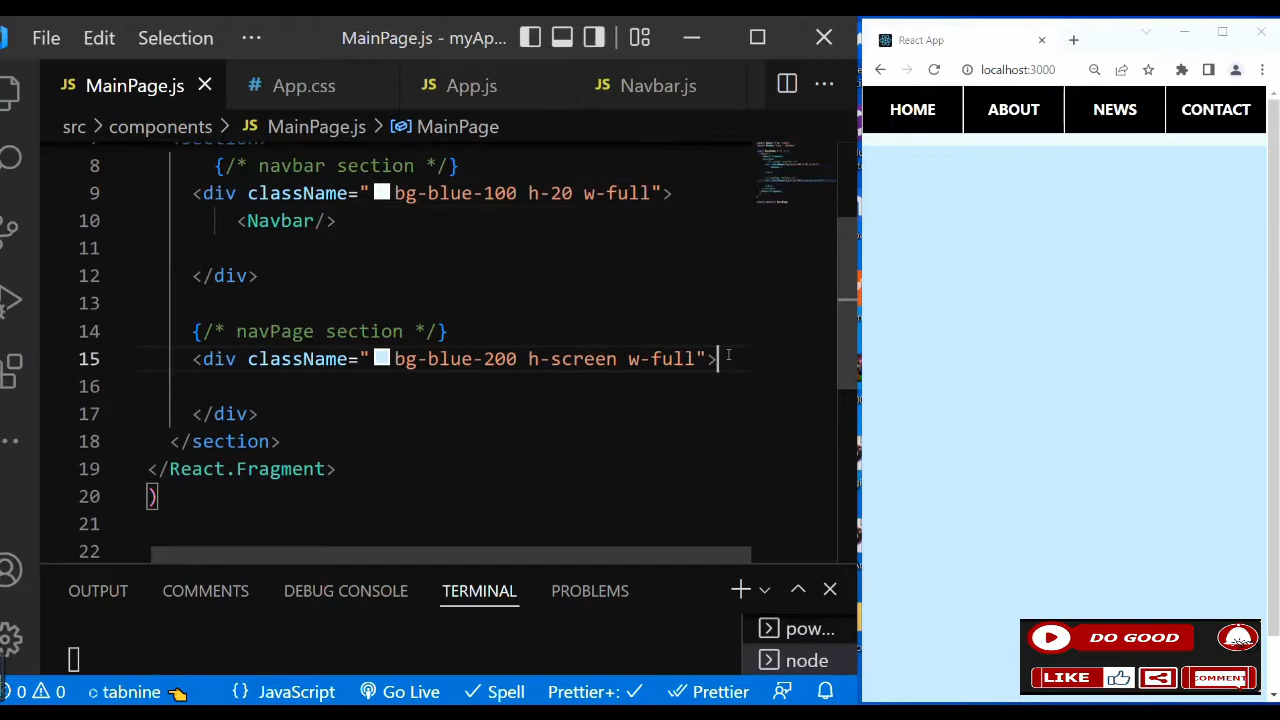 File Edit Selection ··· MainPage.js - myAp...
JS MainPage.js # App.css JS App.js JS Navbar.js ···
src > components > JS MainPage.js > MainPage
7 <section>
8 {/* navbar section */}
9 <div className="bg-blue-100 h-20 w-full">
10 <Navbar/>
11
12 </div>
13
14 {/* navPage section */}
15 <div className="bg-blue-200 h-screen w-full">
16
17 </div>
18 </section>
19 </React.Fragment>
20 )
21
22
OUTPUT COMMENTS DEBUG CONSOLE TERMINAL PROBLEMS
pow...
node
0 0 tabnine {} JavaScript Go Live Spell Prettier+: Prettier
React App
localhost:3000
HOME ABOUT NEWS CONTACT
DO GOOD
LIKE COMMENT